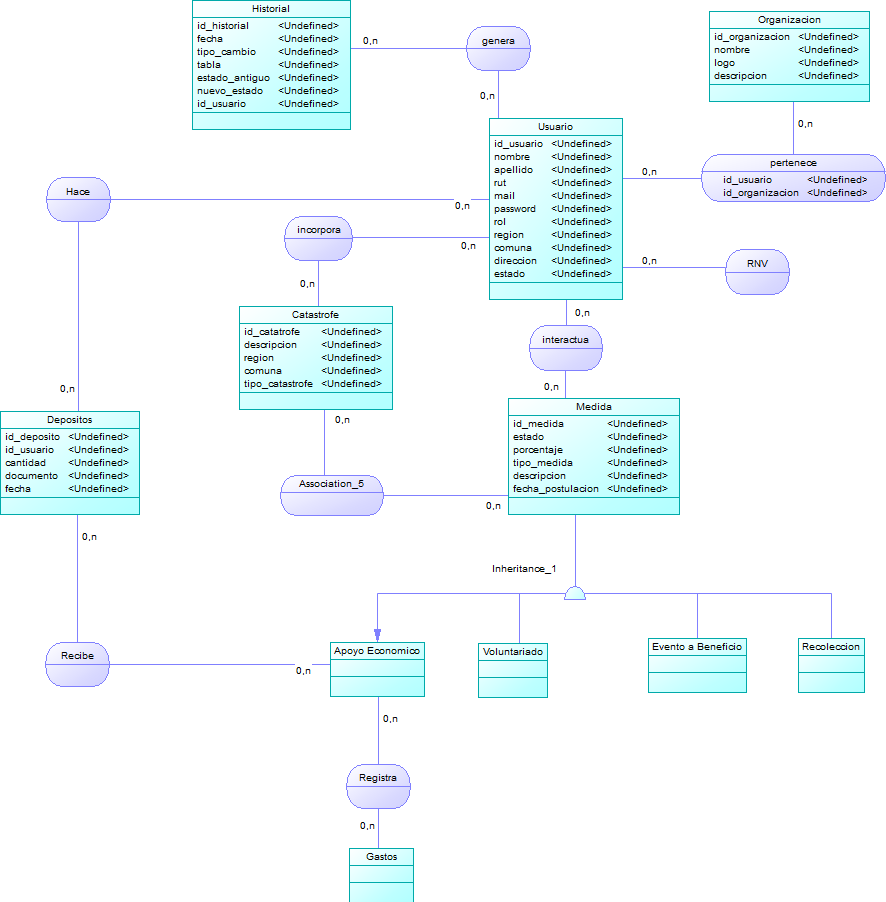 Historial
id_historial <Undefined>
fecha <Undefined>
tipo_cambio <Undefined>
tabla <Undefined>
estado_antiguo <Undefined>
nuevo_estado <Undefined>
id_usuario <Undefined>
0,n
genera
0,n
Organizacion
id_organizacion <Undefined>
nombre <Undefined>
logo <Undefined>
descripcion <Undefined>
0,n
pertenece
id_usuario <Undefined>
id_organizacion <Undefined>
0,n
Usuario
id_usuario <Undefined>
nombre <Undefined>
apellido <Undefined>
rut <Undefined>
mail <Undefined>
password <Undefined>
rol <Undefined>
region <Undefined>
comuna <Undefined>
direccion <Undefined>
estado <Undefined>
Hace
0,n
incorpora
0,n
0,n
0,n
RNV
0,n
interactua
0,n
Catastrofe
id_catatrofe <Undefined>
descripcion <Undefined>
region <Undefined>
comuna <Undefined>
tipo_catastrofe <Undefined>
0,n
0,n
Depositos
id_deposito <Undefined>
id_usuario <Undefined>
cantidad <Undefined>
documento <Undefined>
fecha <Undefined>
0,n
Medida
id_medida <Undefined>
estado <Undefined>
porcentaje <Undefined>
tipo_medida <Undefined>
descripcion <Undefined>
fecha_postulacion <Undefined>
Association_5
0,n
Inheritance_1
Recibe
0,n
Apoyo Economico
Voluntariado
Evento a Beneficio
Recoleccion
0,n
Registra
0,n
Gastos